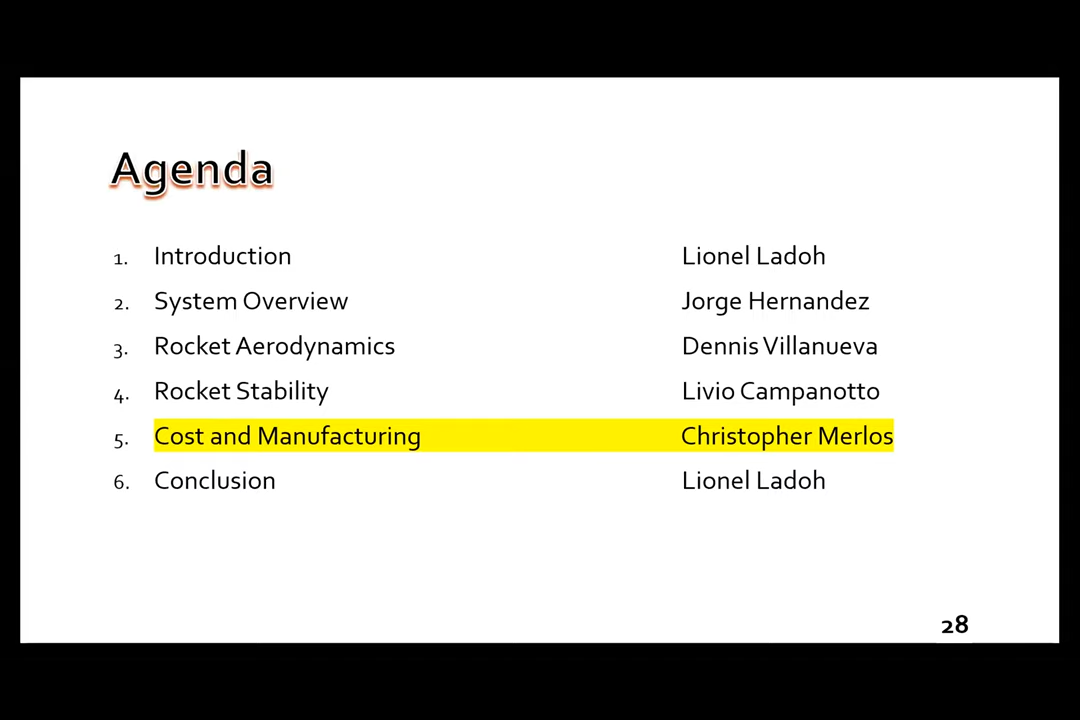 Agenda
1. Introduction Lionel Ladoh
2. System Overview Jorge Hernandez
3. Rocket Aerodynamics Dennis Villanueva
4. Rocket Stability Livio Campanotto
5. Cost and Manufacturing Christopher Merlos
6. Conclusion Lionel Ladoh
28